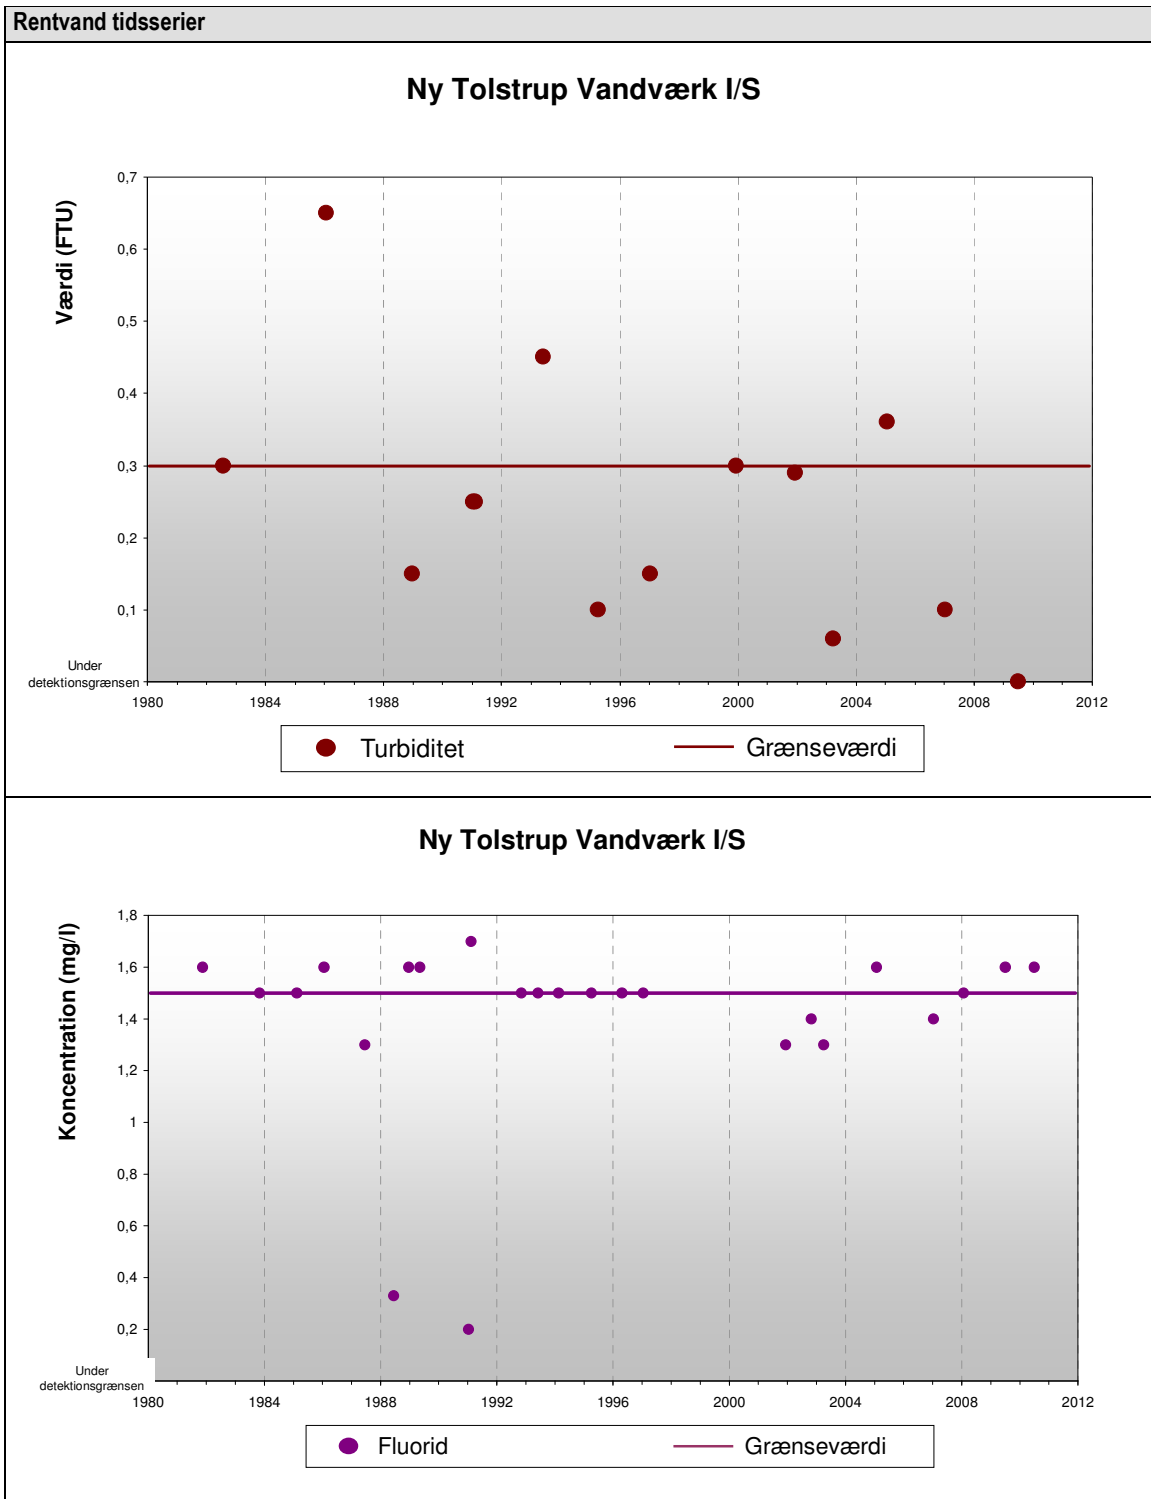 Rentvand tidsserier
Ny Tolstrup Vandværk I/S
Værdi (FTU)
0,7
0,6
0,5
0,4
0,3
0,2
0,1
Under
detektionsgrænsen
1980 1984 1988 1992 1996 2000 2004 2008 2012
Turbiditet Grænseværdi
Ny Tolstrup Vandværk I/S
Koncentration (mg/l)
1,8
1,6
1,4
1,2
1
0,8
0,6
0,4
0,2
Under
detektionsgrænsen
1980 1984 1988 1992 1996 2000 2004 2008 2012
Fluorid Grænseværdi